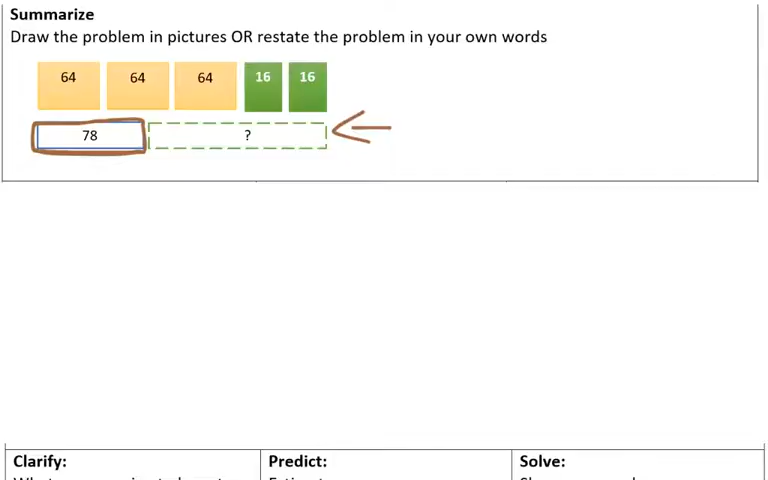 Summarize
Draw the problem in pictures OR restate the problem in your own words
64 64 64 16 16
78 ?
Clarify: Predict: Solve: